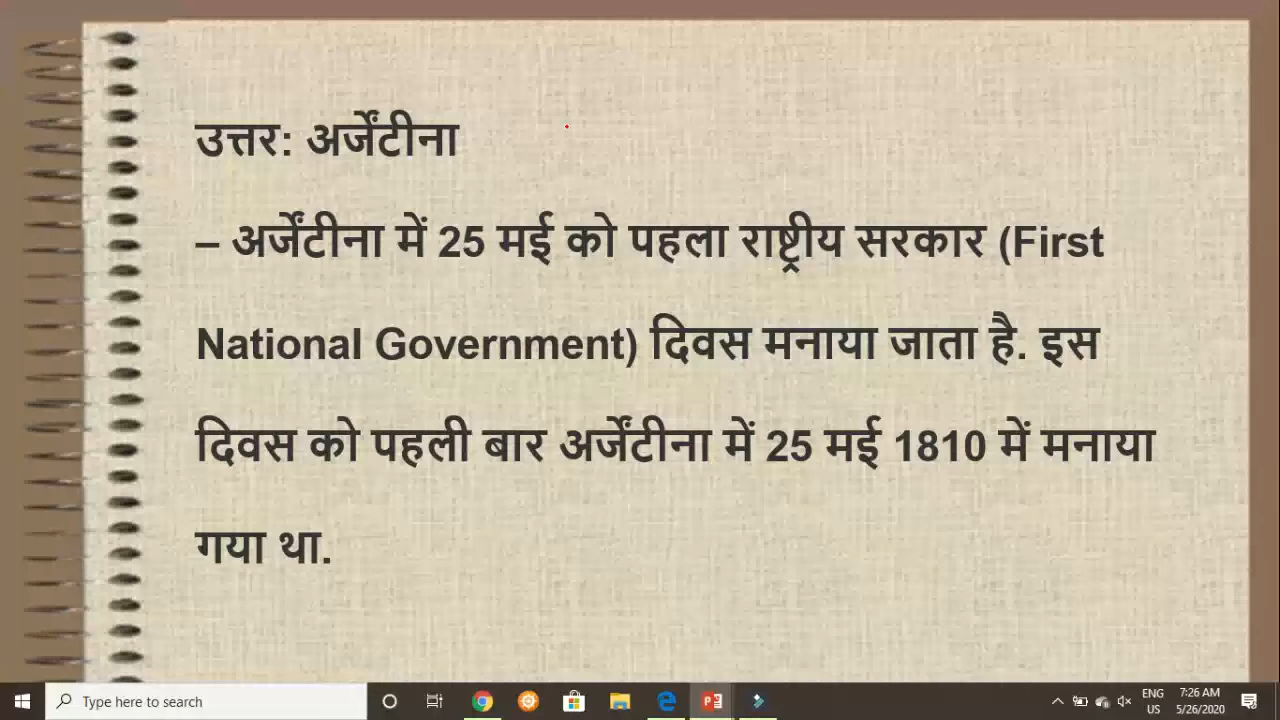 उत्तर: अर्जेंटीना
– अर्जेंटीना में 25 मई को पहला राष्ट्रीय सरकार (First
National Government) दिवस मनाया जाता है. इस
दिवस को पहली बार अर्जेंटीना में 25 मई 1810 में मनाया
गया था.
Type here to search
ENG
US
7:26 AM
5/26/2020